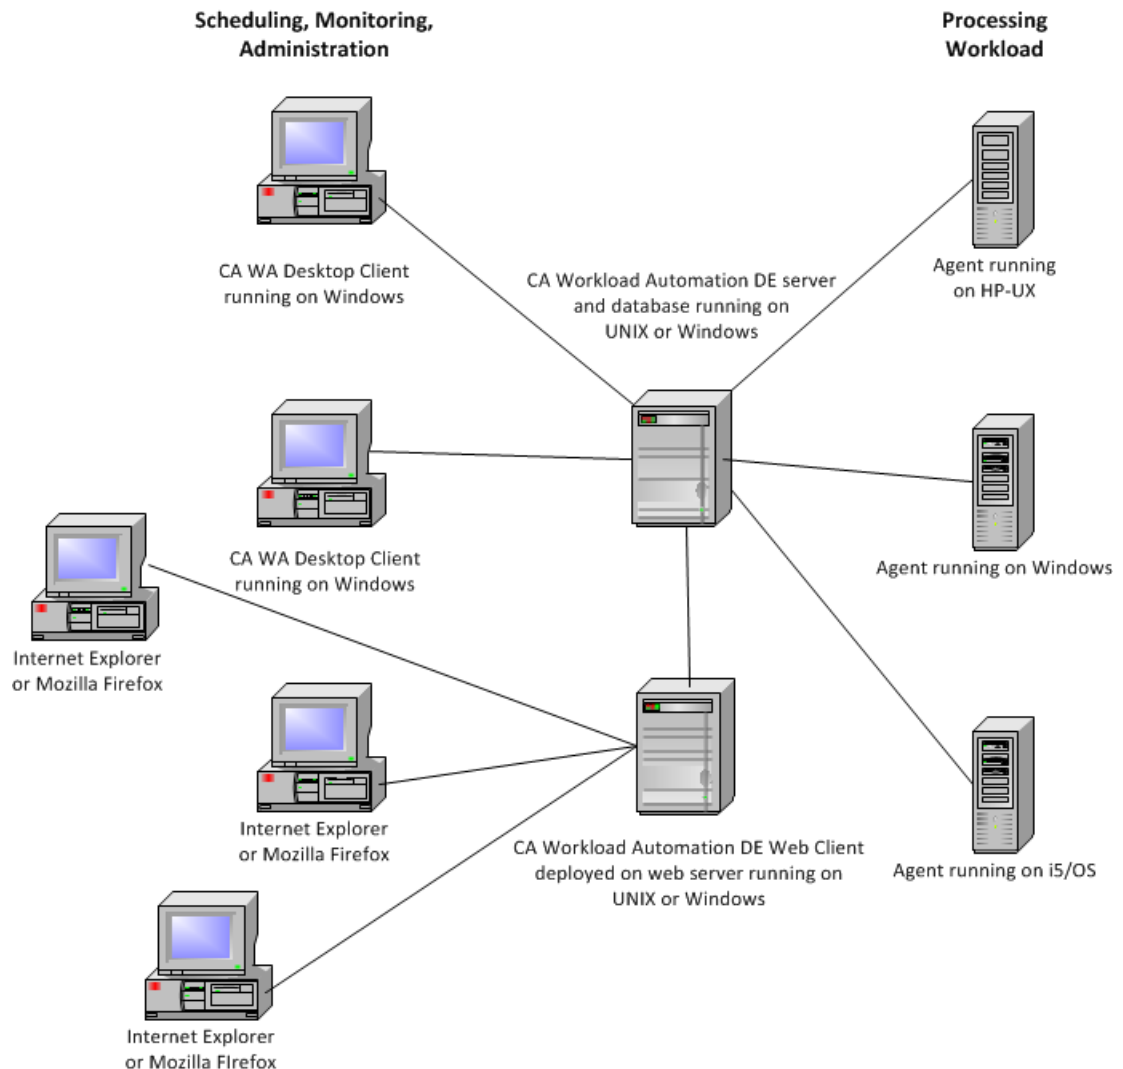 Scheduling, Monitoring,
Administration
Processing
Workload
CA WA Desktop Client
running on Windows
CA Workload Automation DE server
and database running on
UNIX or Windows
Agent running
on HP-UX
CA WA Desktop Client
running on Windows
Agent running on Windows
Internet Explorer
or Mozilla Firefox
Internet Explorer
or Mozilla Firefox
CA Workload Automation DE Web Client
deployed on web server running on
UNIX or Windows
Agent running on i5/OS
Internet Explorer
or Mozilla FIrefox